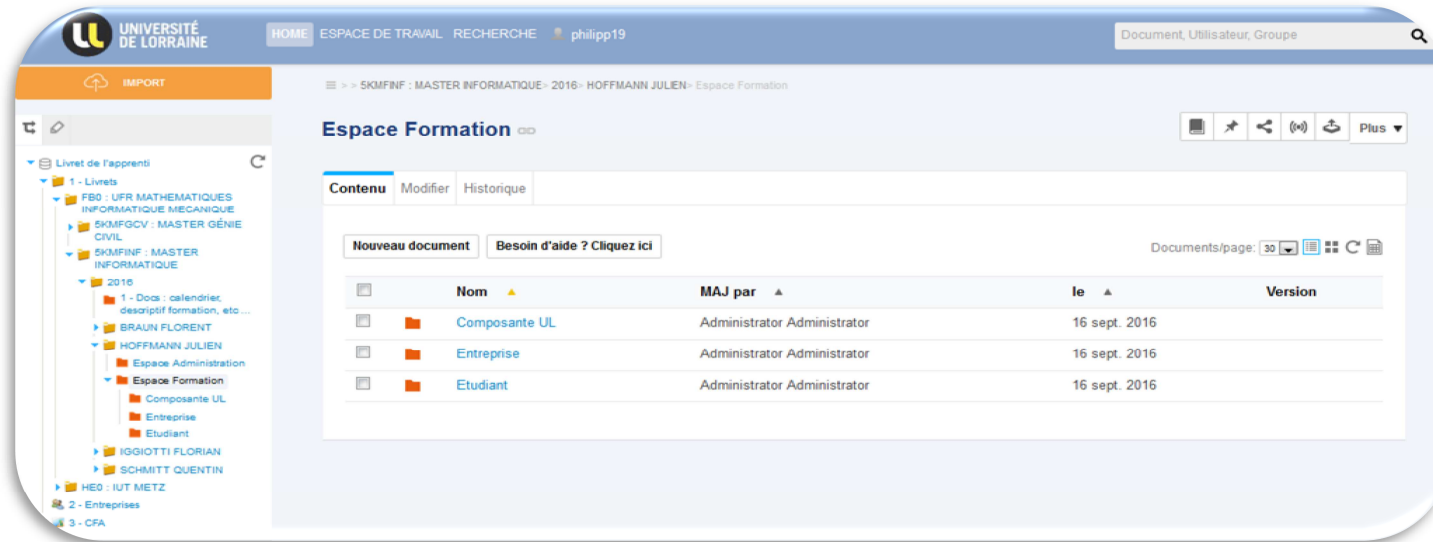 UNIVERSITÉ
DE LORRAINE
HOME ESPACE DE TRAVAIL RECHERCHE philipp19
Document, Utilisateur, Groupe
IMPORT
> > 5KMFINF : MASTER INFORMATIQUE> 2016> HOFFMANN JULIEN> Espace Formation
Espace Formation
Plus
Livret de l'apprenti
1 - Livrets
FB0 : UFR MATHEMATIQUES
INFORMATIQUE MECANIQUE
5KMFGCV : MASTER GÉNIE
CIVIL
5KMFINF : MASTER
INFORMATIQUE
2016
1 - Docs : calendrier,
descriptif formation, etc ...
BRAUN FLORENT
HOFFMANN JULIEN
Espace Administration
Espace Formation
Composante UL
Entreprise
Etudiant
IGGIOTTI FLORIAN
SCHMITT QUENTIN
HE0 : IUT METZ
2 - Entreprises
3 - CFA
Contenu Modifier Historique
Nouveau document Besoin d'aide ? Cliquez ici
Documents/page: 30
Nom MAJ par le Version
Composante UL Administrator Administrator 16 sept. 2016
Entreprise Administrator Administrator 16 sept. 2016
Etudiant Administrator Administrator 16 sept. 2016